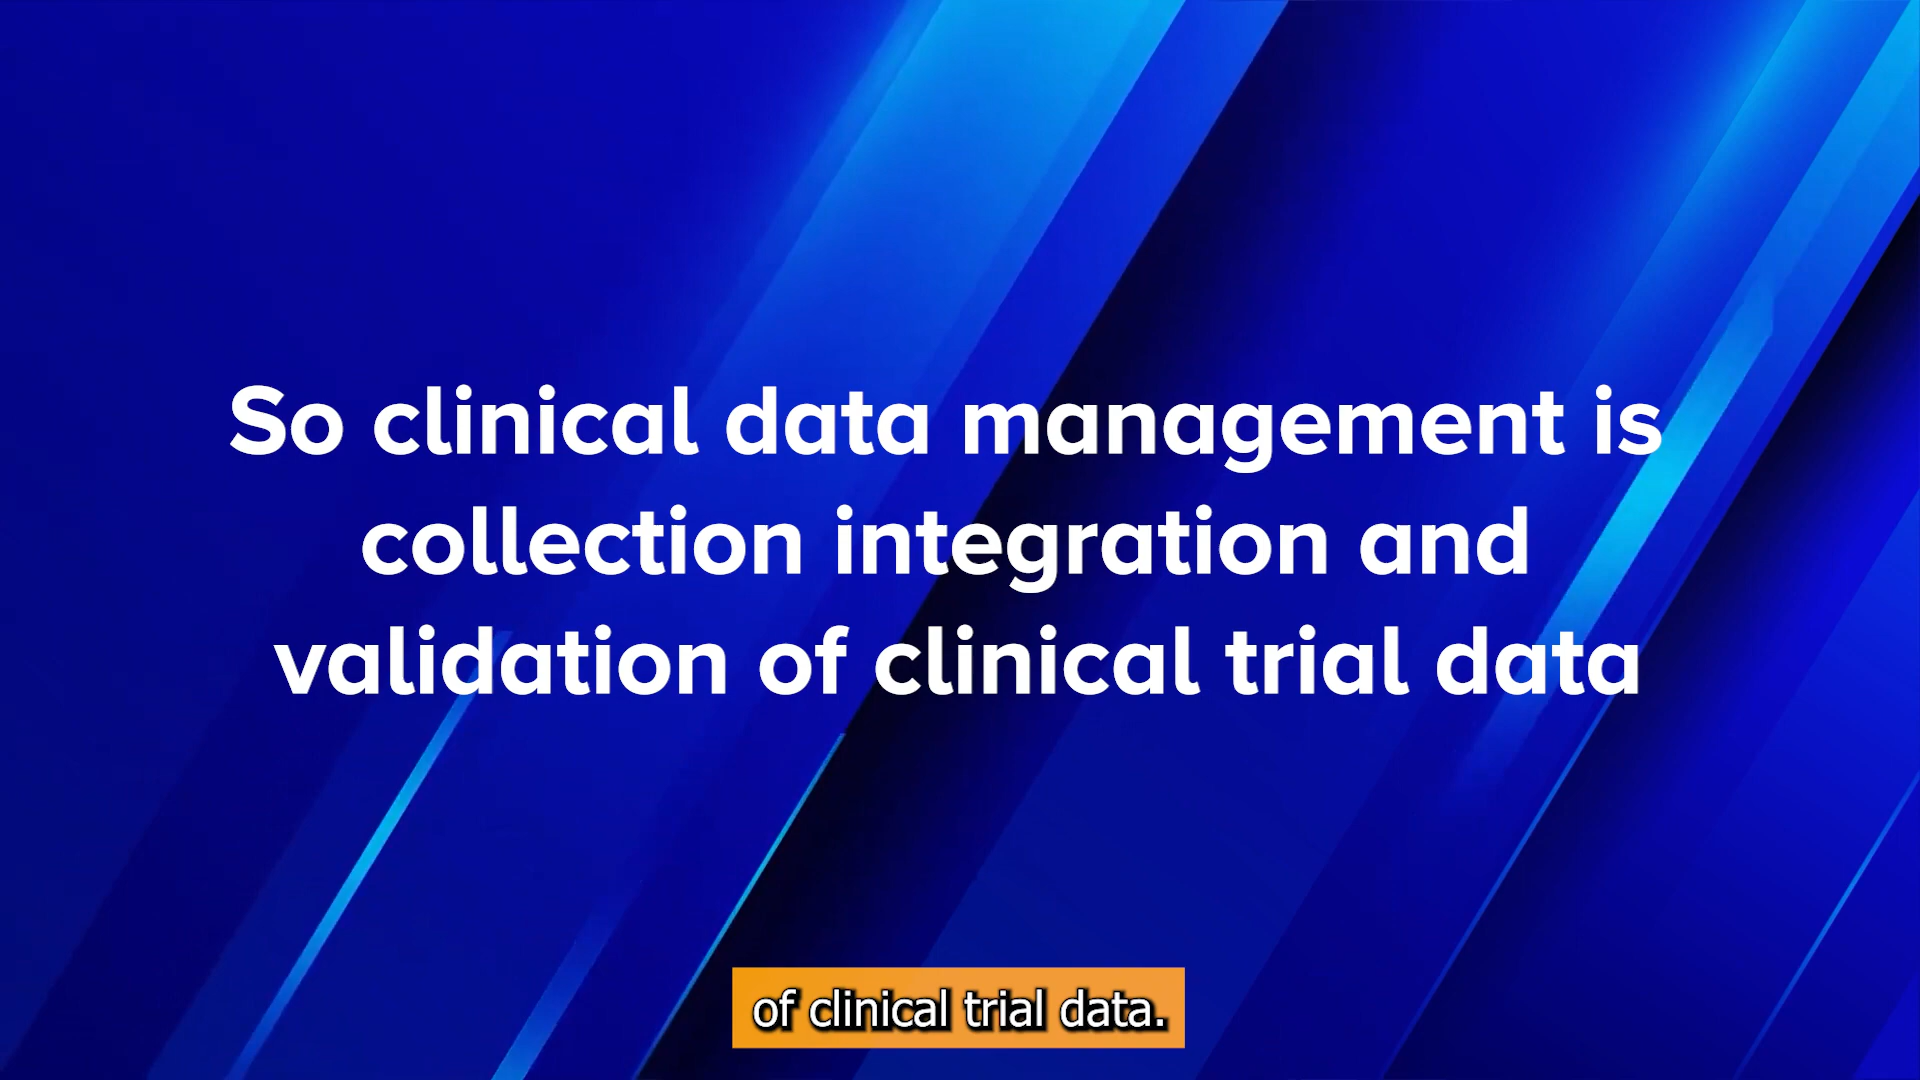 So clinical data management is
collection integration and
validation of clinical trial data
of clinical trial data.